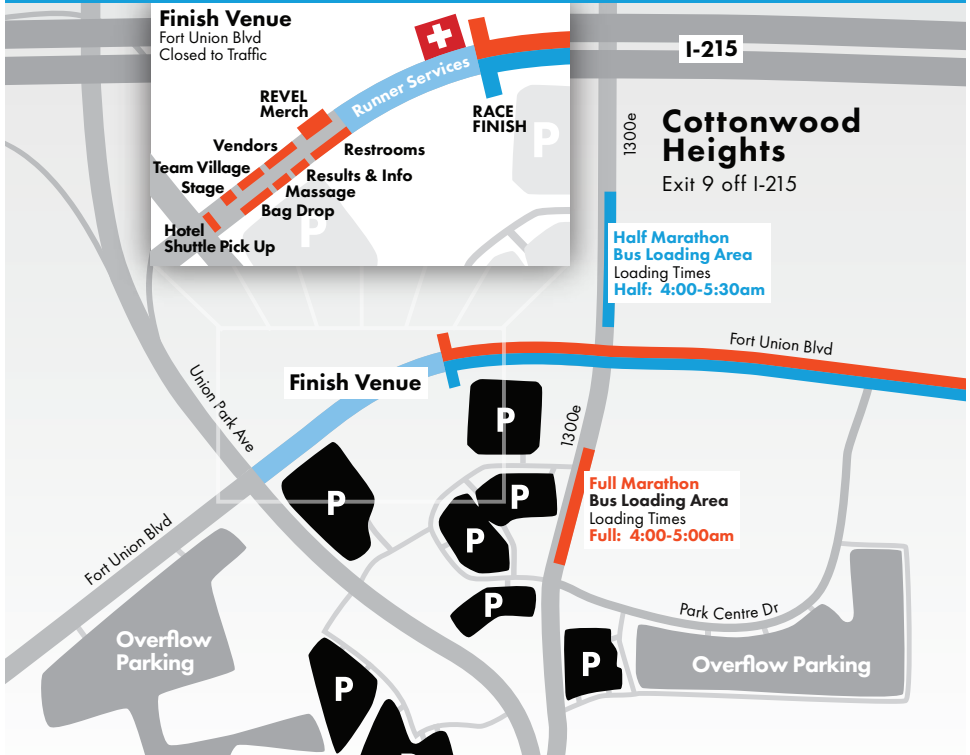 Finish Venue
Fort Union Blvd
Closed to Traffic
Runner Services
REVEL
Merch
RACE
FINISH
P
Vendors
Restrooms
Team Village
Results & Info
Stage
Massage
Bag Drop
P
Hotel
Shuttle Pick Up
I-215
1300e
Cottonwood
Heights
Exit 9 off I-215
Half Marathon
Bus Loading Area
Loading Times
Half: 4:00-5:30am
Fort Union Blvd
Finish Venue
Union Park Ave
P
1300e
Full Marathon
Bus Loading Area
Loading Times
Full: 4:00-5:00am
P
P
P
Fort Union Blvd
P
Park Centre Dr
Overflow
Parking
P
Overflow Parking
P
P